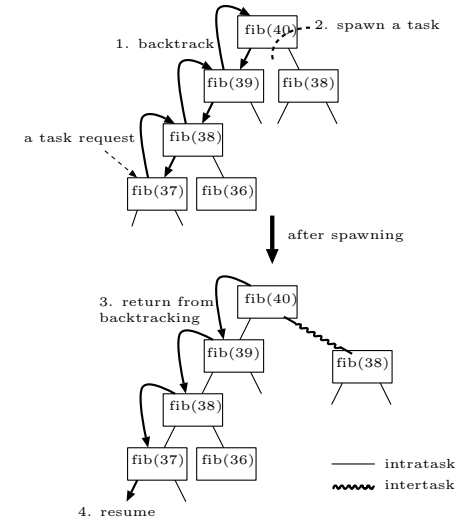 fib(40)
2. spawn a task
1. backtrack
fib(39)
fib(38)
fib(38)
a task request
fib(37)
fib(36)
after spawning
3. return from
backtracking
fib(40)
fib(39)
fib(38)
fib(38)
fib(37)
fib(36)
intratask
intertask
4. resume